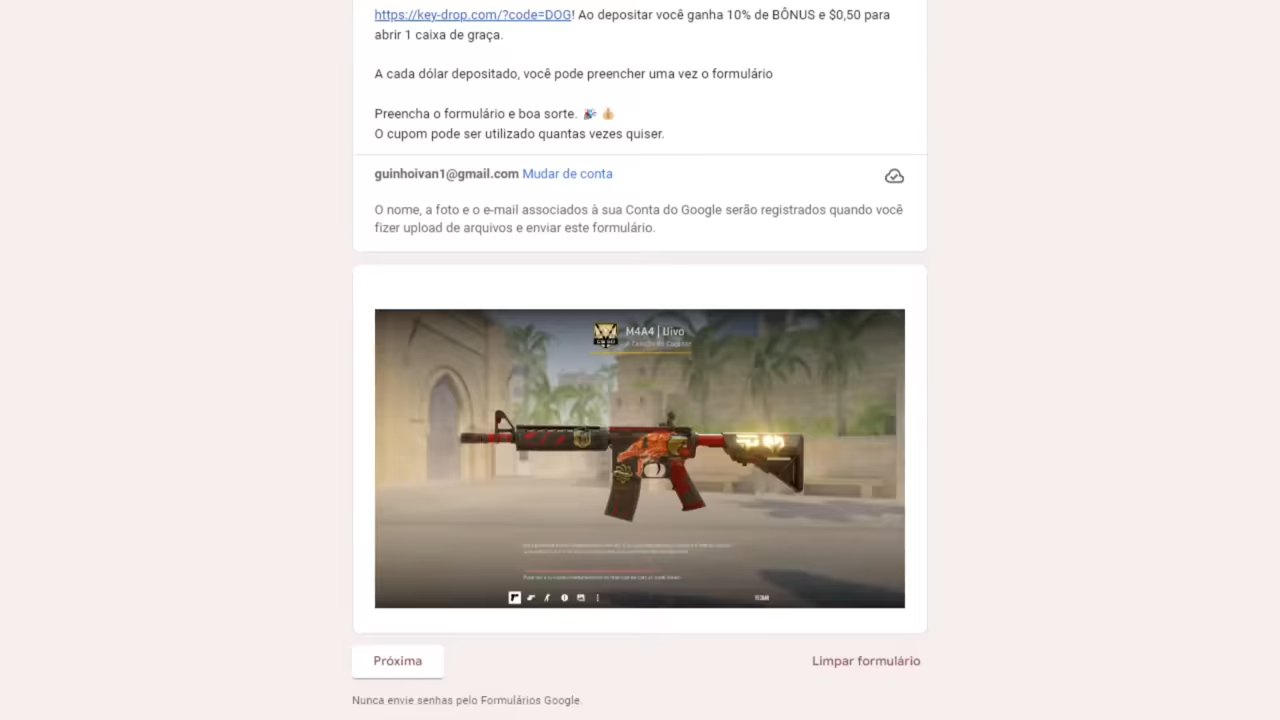 https://key-drop.com/?code=DOG! Ao depositar você ganha 10% de BÔNUS e $0,50 para
abrir 1 caixa de graça.
A cada dólar depositado, você pode preencher uma vez o formulário
Preencha o formulário e boa sorte. 🎉 💰
O cupom pode ser utilizado quantas vezes quiser.
guinhoivan1@gmail.com Mudar de conta
O nome, a foto e o e-mail associados à sua Conta do Google serão registrados quando você
fizer upload de arquivos e enviar este formulário.
M4A4 |
Próxima
Limpar formulário
Nunca envie senhas pelo Formulários Google.